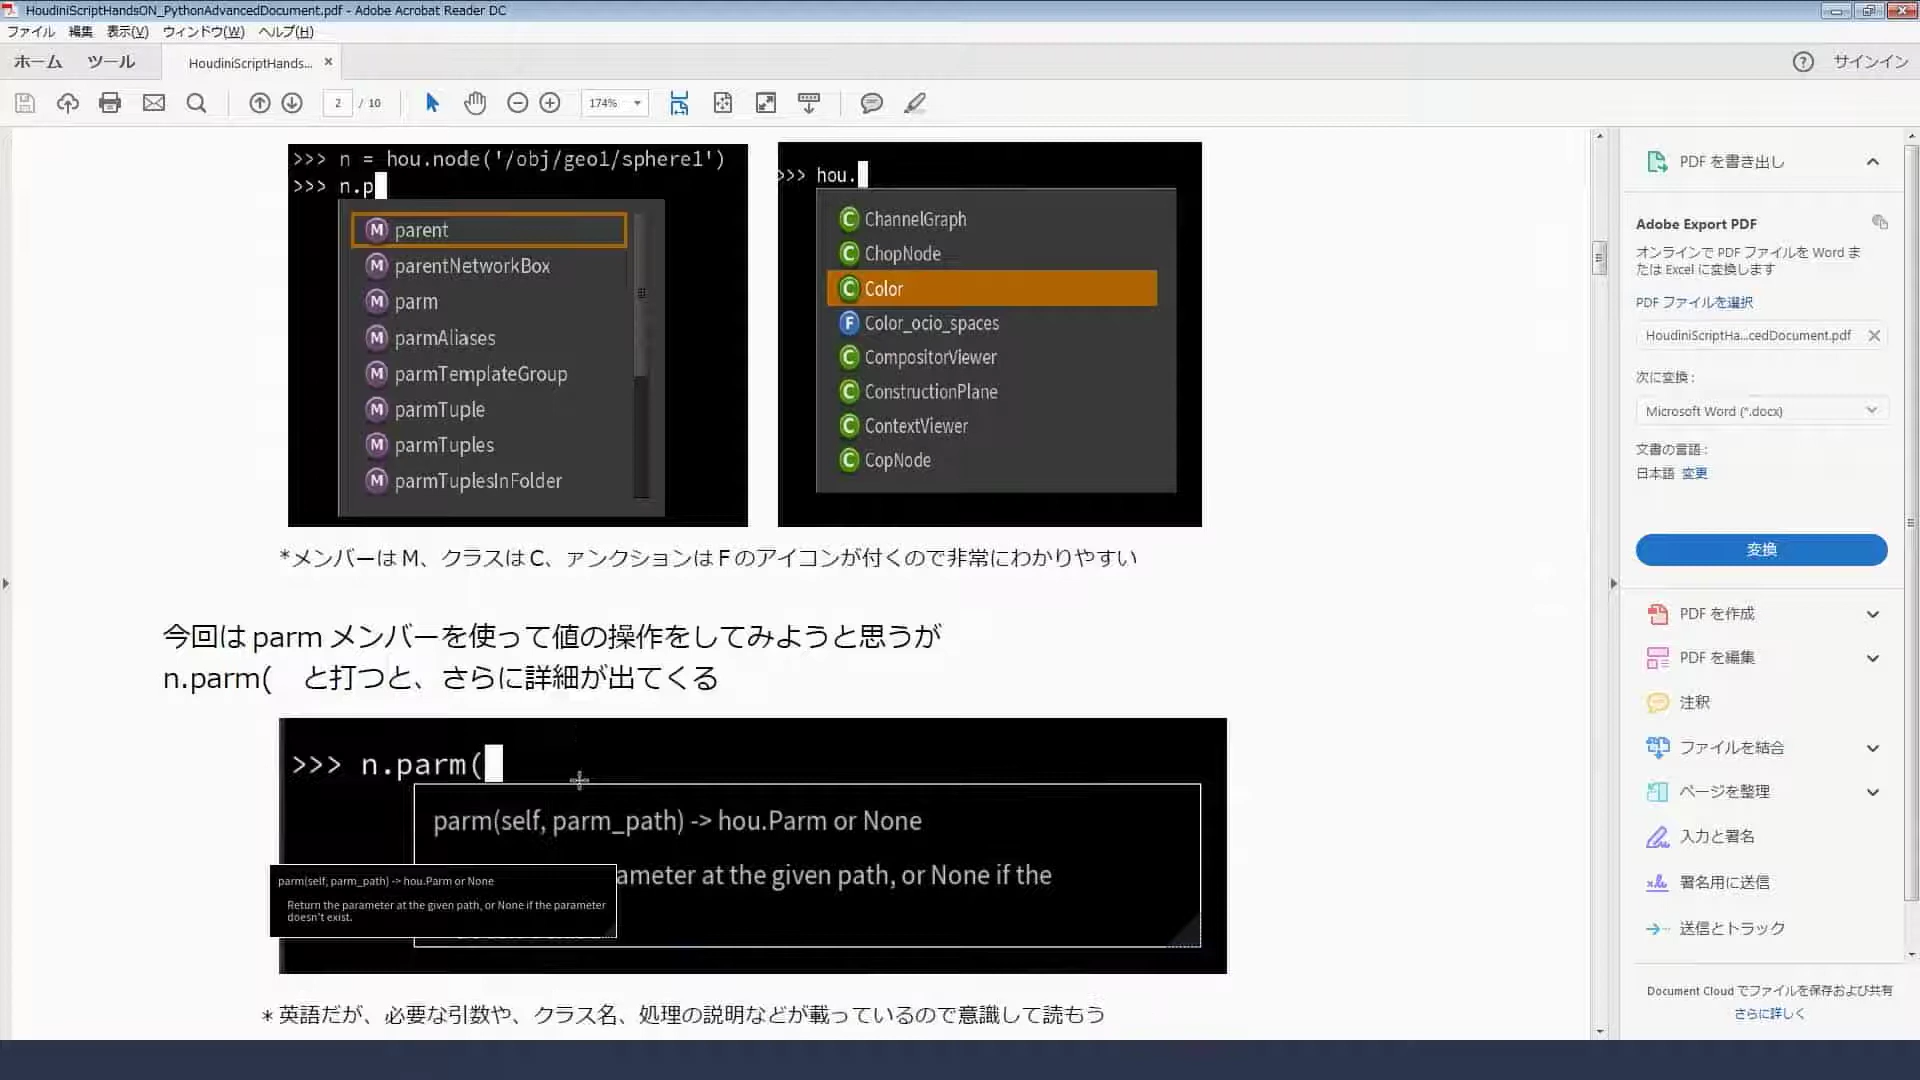 HoudiniScriptHandsON_PythonAdvancedDocument.pdf - Adobe Acrobat Reader DC
ファイル 編集 表示(V) ウィンドウ(W) ヘルプ(H)
ホーム ツール HoudiniScriptHands... × サインイン
2 / 10 174%
>>> n = hou.node('/obj/geo1/sphere1')
>>> n.p
M parent
M parentNetworkBox
M parm
M parmAliases
M parmTemplateGroup
M parmTuple
M parmTuples
M parmTuplesInFolder
>>> hou.
C ChannelGraph
C ChopNode
C Color
F Color_ocio_spaces
C CompositorViewer
C ConstructionPlane
C ContextViewer
C CopNode
*メンバーはM、クラスはC、ァンクションはFのアイコンが付くので非常にわかりやすい
今回は parm メンバーを使って値の操作をしてみようと思うが
n.parm( と打つと、さらに詳細が出てくる
>>> n.parm(
parm(self, parm_path) -> hou.Parm or None
ameter at the given path, or None if the
parm(self, parm_path) -> hou.Parm or None
Return the parameter at the given path, or None if the parameter
doesn't exist.
* 英語だが、必要な引数や、クラス名、処理の説明などが載っているので意識して読もう
PDF を書き出し
Adobe Export PDF
オンラインで PDF ファイルを Word ま
たは Excel に変換します
PDF ファイルを選択
HoudiniScriptHa...cedDocument.pdf
次に変換 :
Microsoft Word (*.docx)
文書の言語 :
日本語 変更
変換
PDF を作成
PDF を編集
注釈
ファイルを結合
ページを整理
入力と署名
署名用に送信
送信とトラック
Document Cloud でファイルを保存および共有
さらに詳しく